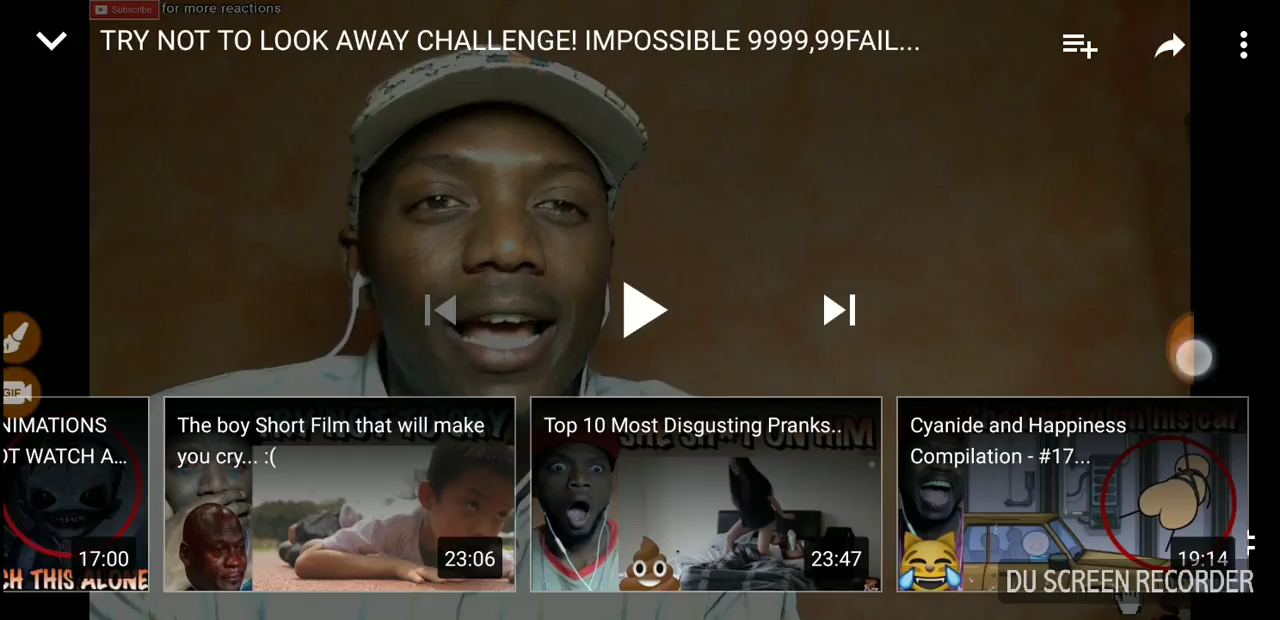 Subscribe for more reactions
TRY NOT TO LOOK AWAY CHALLENGE! IMPOSSIBLE 9999,99FAIL...
GIF
NIMATIONS
OT WATCH A...
17:00
CH THIS ALONE
The boy Short Film that will make
you cry... :(
23:06
Top 10 Most Disgusting Pranks..
23:47
Cyanide and Happiness
Compilation - #17...
19:14
DU SCREEN RECORDER